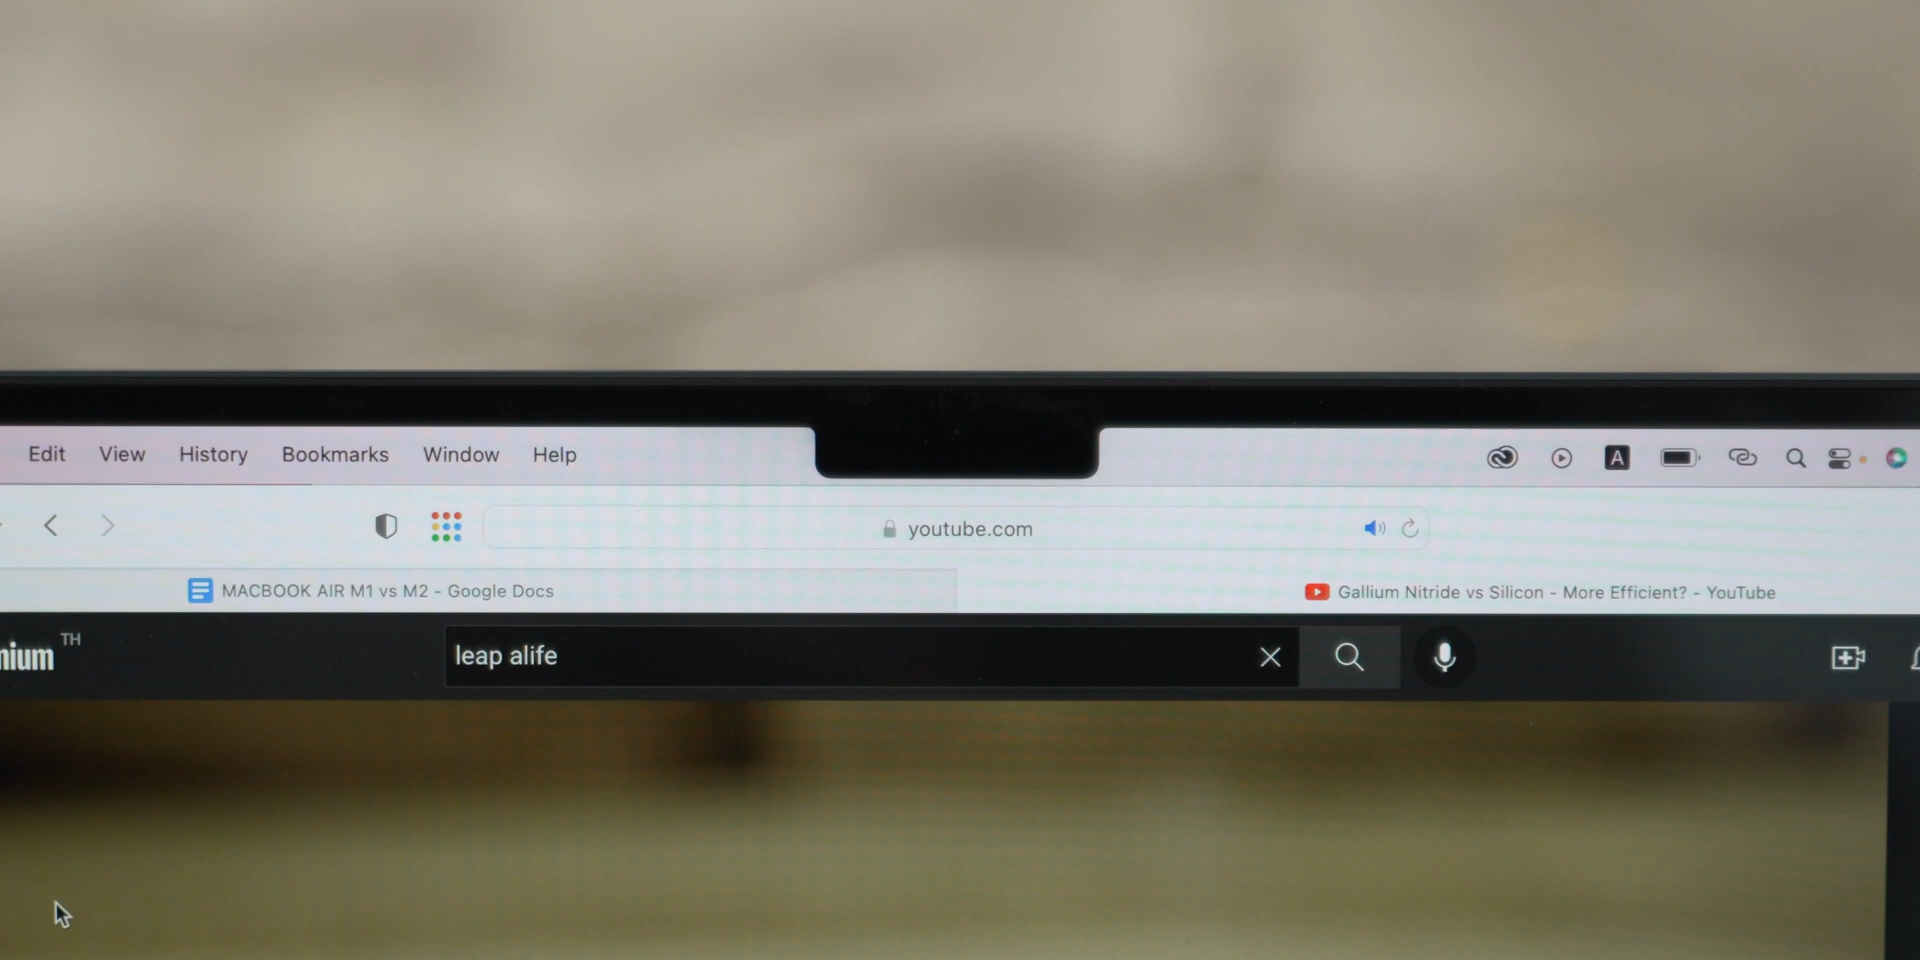 Edit View History Bookmarks Window Help A
youtube.com
MACBOOK AIR M1 vs M2 - Google Docs
Gallium Nitride vs Silicon - More Efficient? - YouTube
nium TH
leap alife